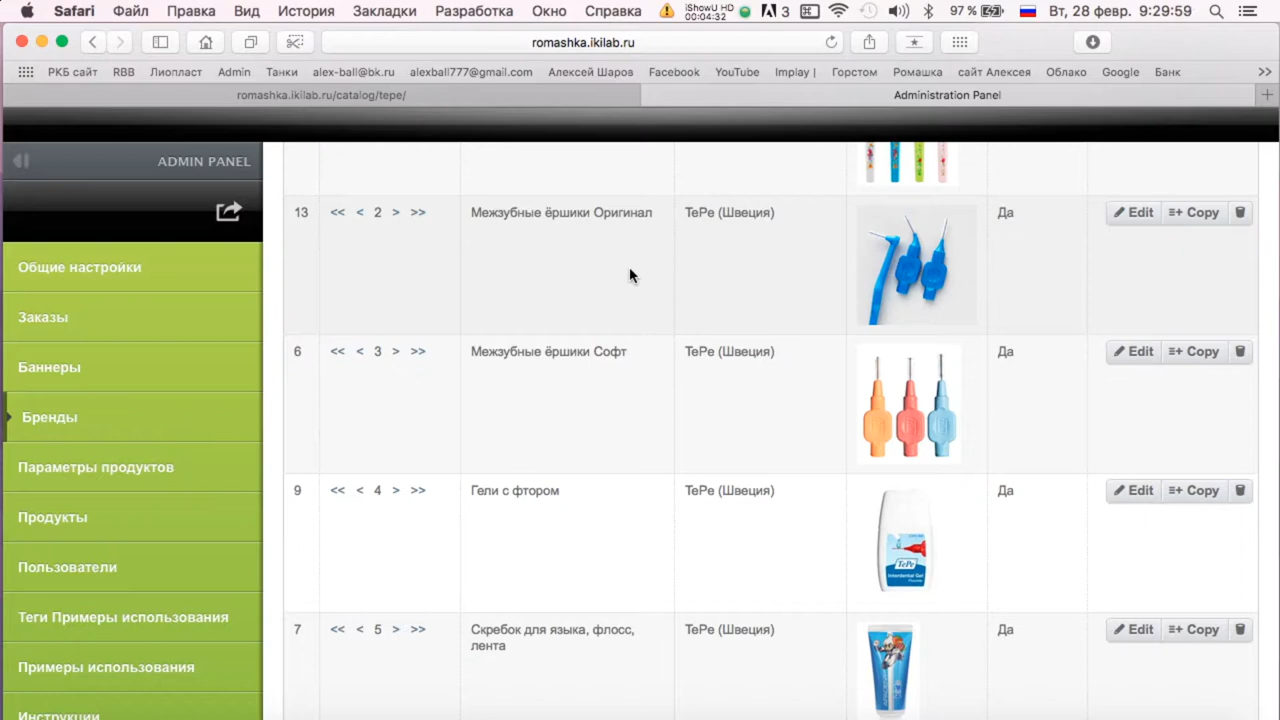 Safari Файл Правка Вид История Закладки Разработка Окно Справка iShowU HD 00:04:32 3 97 % Вт, 28 февр. 9:29:59
romashka.ikilab.ru
РКБ сайт RBB Лиопласт Admin Танки alex-ball@bk.ru alexball777@gmail.com Алексей Шаров Facebook YouTube Implay | Горстом Ромашка сайт Алексея Облако Google Банк >>
romashka.ikilab.ru/catalog/tepe/ Administration Panel +
ADMIN PANEL
Общие настройки
Заказы
Баннеры
Бренды
Параметры продуктов
Продукты
Пользователи
Теги Примеры использования
Примеры использования
Инструкции
13 << < 2 > >> Межзубные ёршики Оригинал TePe (Швеция) Да Edit Copy
6 << < 3 > >> Межзубные ёршики Софт TePe (Швеция) Да Edit Copy
9 << < 4 > >> Гели с фтором TePe (Швеция) Да Edit Copy
TePe
Interdental Gel
7 << < 5 > >> Скребок для языка, флосс, TePe (Швеция) Да Edit Copy
лента